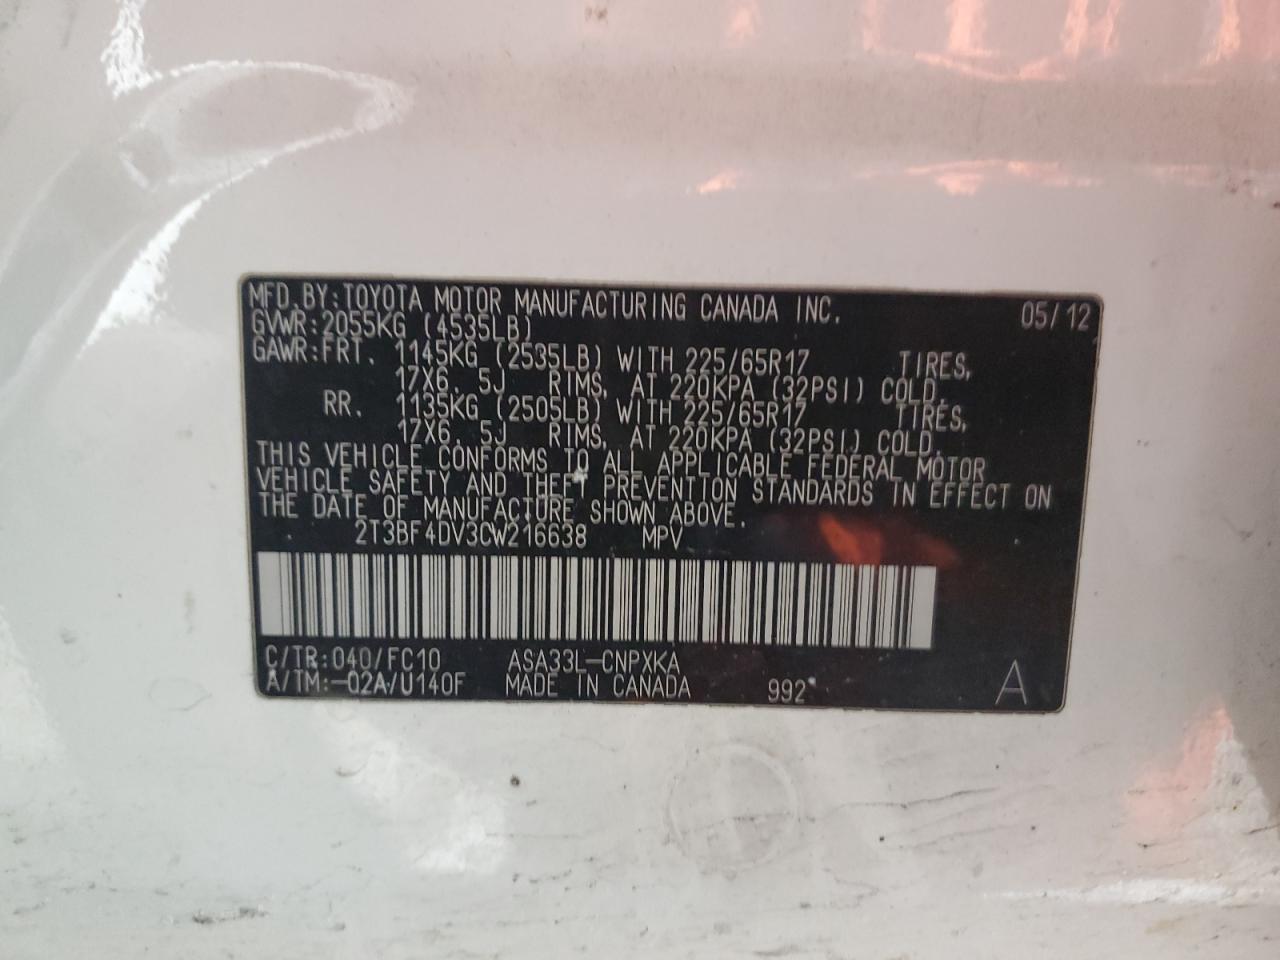 MFD.BY:TOYOTA MOTOR MANUFACTURING CANADA INC. 05/12
GVWR:2055KG (4535LB)
GAWR:FRT. 1145KG (2535LB) WITH 225/65R17 TIRES,
17X6.5J RIMS, AT 220KPA (32PSI) COLD.
RR. 1135KG (2505LB) WITH 225/65R17 TIRES,
17X6.5J RIMS, AT 220KPA (32PSI) COLD.
THIS VEHICLE CONFORMS TO ALL APPLICABLE FEDERAL MOTOR
VEHICLE SAFETY AND THEFT PREVENTION STANDARDS IN EFFECT ON
THE DATE OF MANUFACTURE SHOWN ABOVE.
2T3BF4DV3CW216638 MPV
C/TR:040/FC10 ASA33L-CNPXKA
A/TM:-02A/U140F MADE IN CANADA 992 A